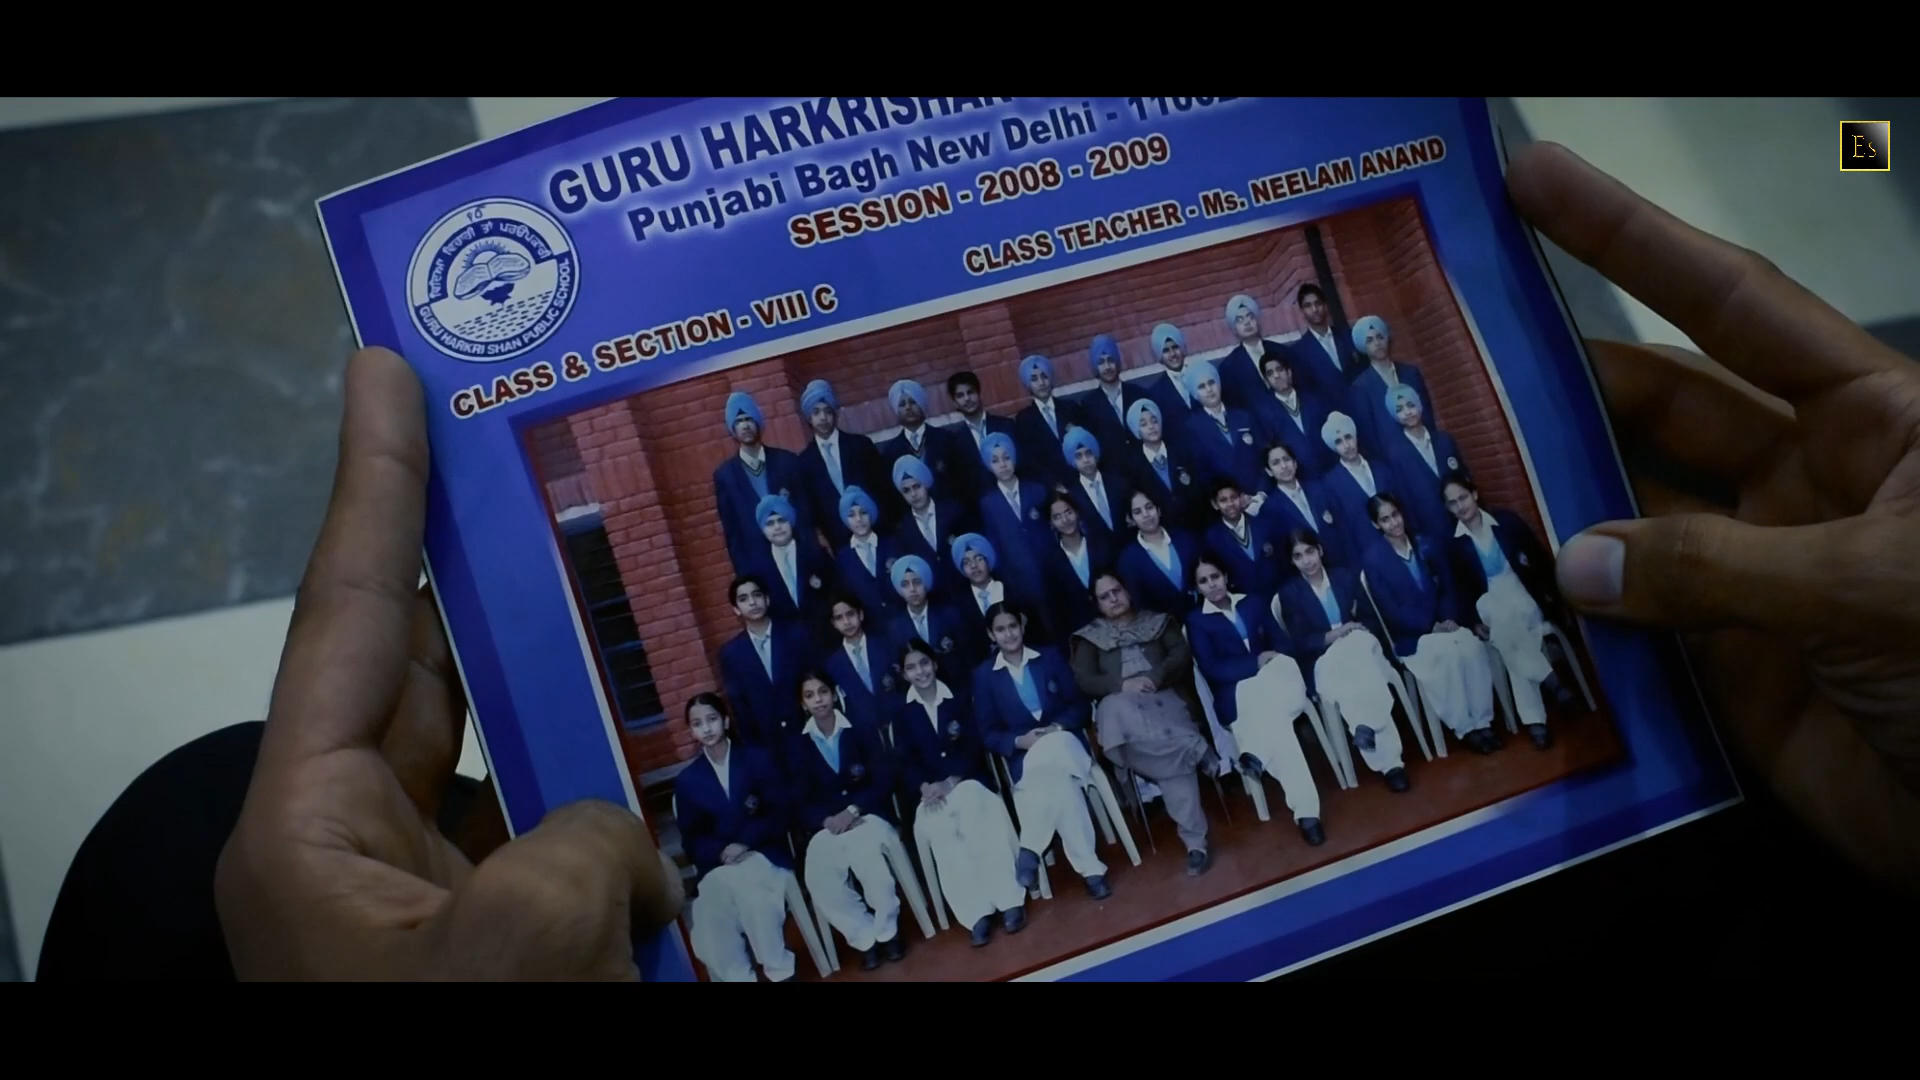 GURU HARKRISHAN
Punjabi Bagh New Delhi -
SESSION - 2008 - 2009
CLASS TEACHER - Ms. NEELAM ANAND
CLASS & SECTION - VIII C
ੴ
ਵਿਦਿਆ ਵਿਚਾਰੀ ਤਾਂ ਪਰਉਪਕਾਰੀ
GURU HARKRISHAN PUBLIC SCHOOL
Es